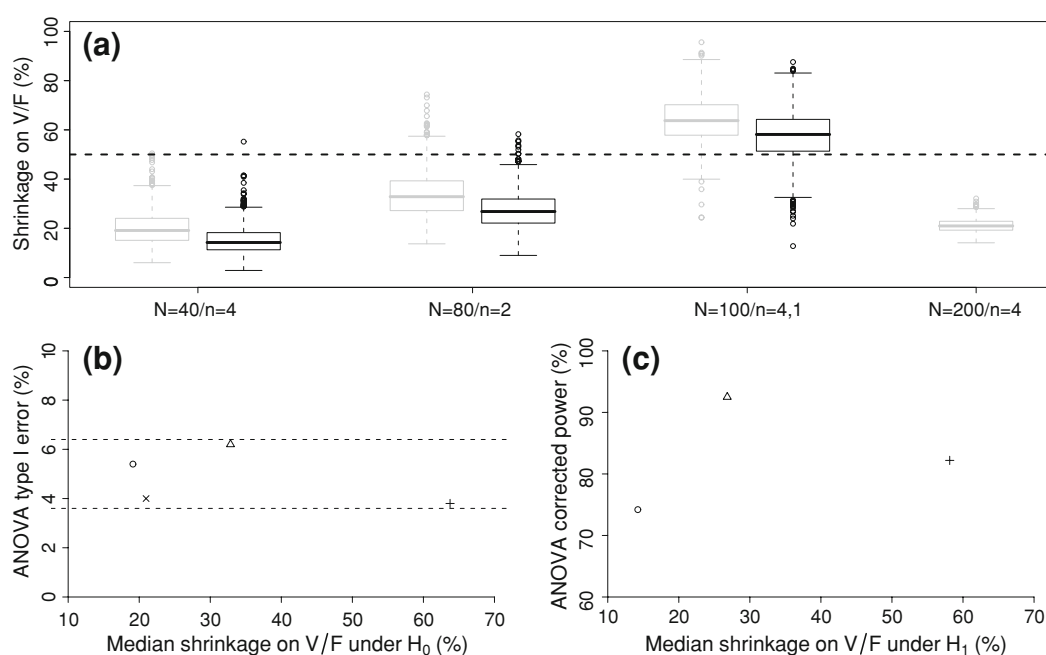 (a)
Shrinkage on V/F (%)
100
80
60
40
20
0
N=40/n=4
N=80/n=2
N=100/n=4,1
N=200/n=4
(b)
ANOVA type I error (%)
10
8
6
4
2
0
10 20 30 40 50 60 70
Median shrinkage on V/F under H₀ (%)
(c)
ANOVA corrected power (%)
100
90
80
70
60
10 20 30 40 50 60 70
Median shrinkage on V/F under H₁ (%)